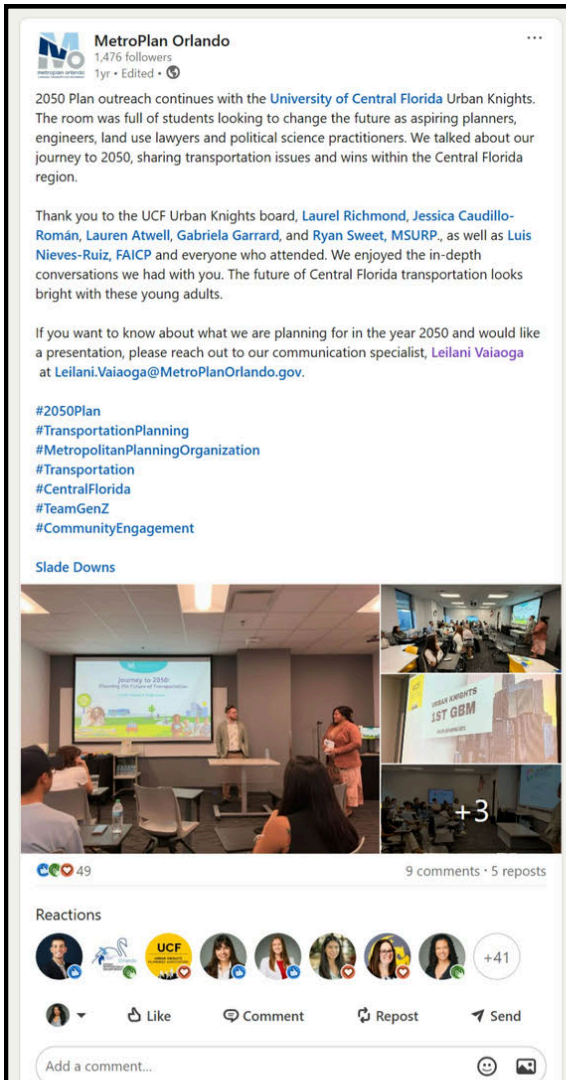 MetroPlan Orlando
1,476 followers
1yr • Edited •
2050 Plan outreach continues with the University of Central Florida Urban Knights.
The room was full of students looking to change the future as aspiring planners,
engineers, land use lawyers and political science practitioners. We talked about our
journey to 2050, sharing transportation issues and wins within the Central Florida
region.
Thank you to the UCF Urban Knights board, Laurel Richmond, Jessica Caudillo-
Román, Lauren Atwell, Gabriela Garrard, and Ryan Sweet, MSURP., as well as Luis
Nieves-Ruiz, FAICP and everyone who attended. We enjoyed the in-depth
conversations we had with you. The future of Central Florida transportation looks
bright with these young adults.
If you want to know about what we are planning for in the year 2050 and would like
a presentation, please reach out to our communication specialist, Leilani Vaiaoga
at Leilani.Vaiaoga@MetroPlanOrlando.gov.
#2050Plan
#TransportationPlanning
#MetropolitanPlanningOrganization
#Transportation
#CentralFlorida
#TeamGenZ
#CommunityEngagement
Slade Downs
Journey to 2050:
Planning the Future of Transportation
URBAN KNIGHTS
1ST GBM
+3
49
9 comments • 5 reposts
Reactions
UCF
+41
Like
Comment
Repost
Send
Add a comment...